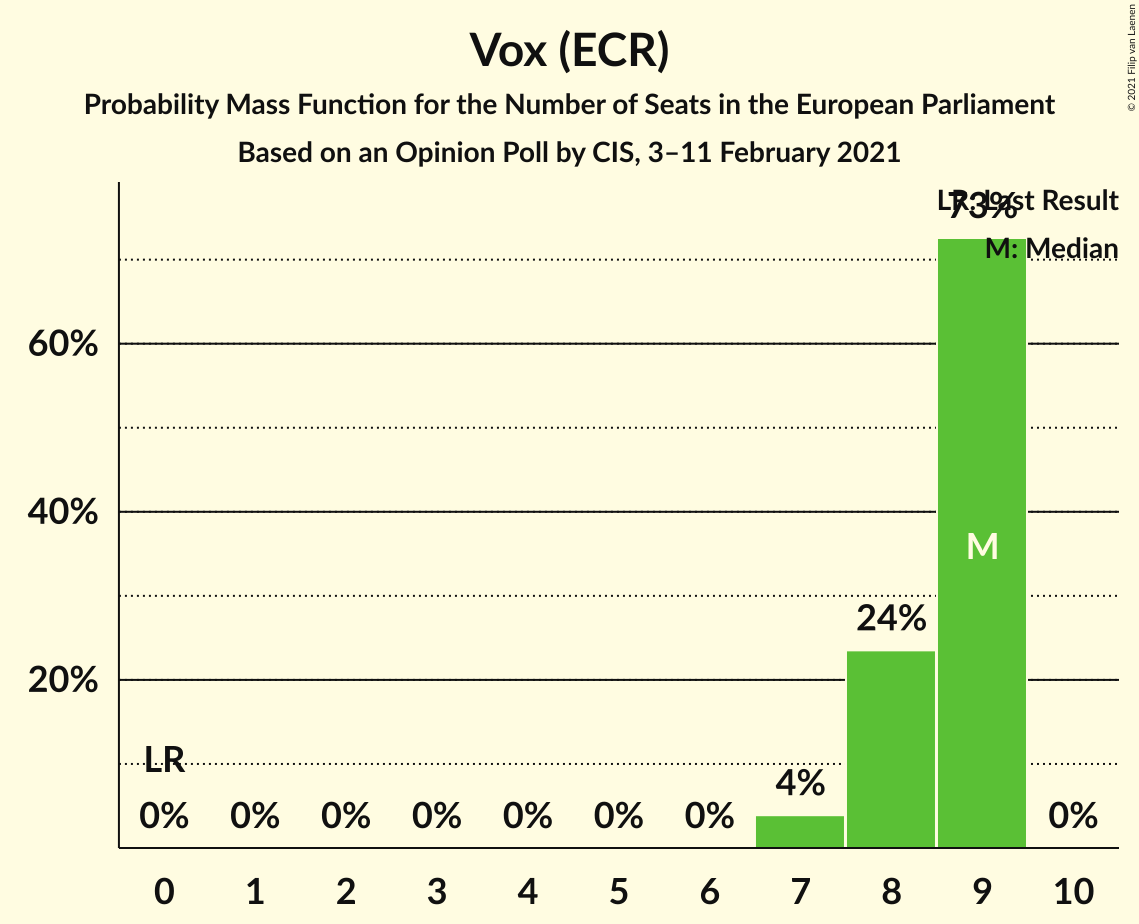 Vox (ECR)
Probability Mass Function for the Number of Seats in the European Parliament
Based on an Opinion Poll by CIS, 3–11 February 2021
© 2021 Filip van Laenen
LR: Last Result
M: Median
73%
60%
40%
20%
M
24%
4%
LR
0% 0% 0% 0% 0% 0% 0% 0%
0 1 2 3 4 5 6 7 8 9 10